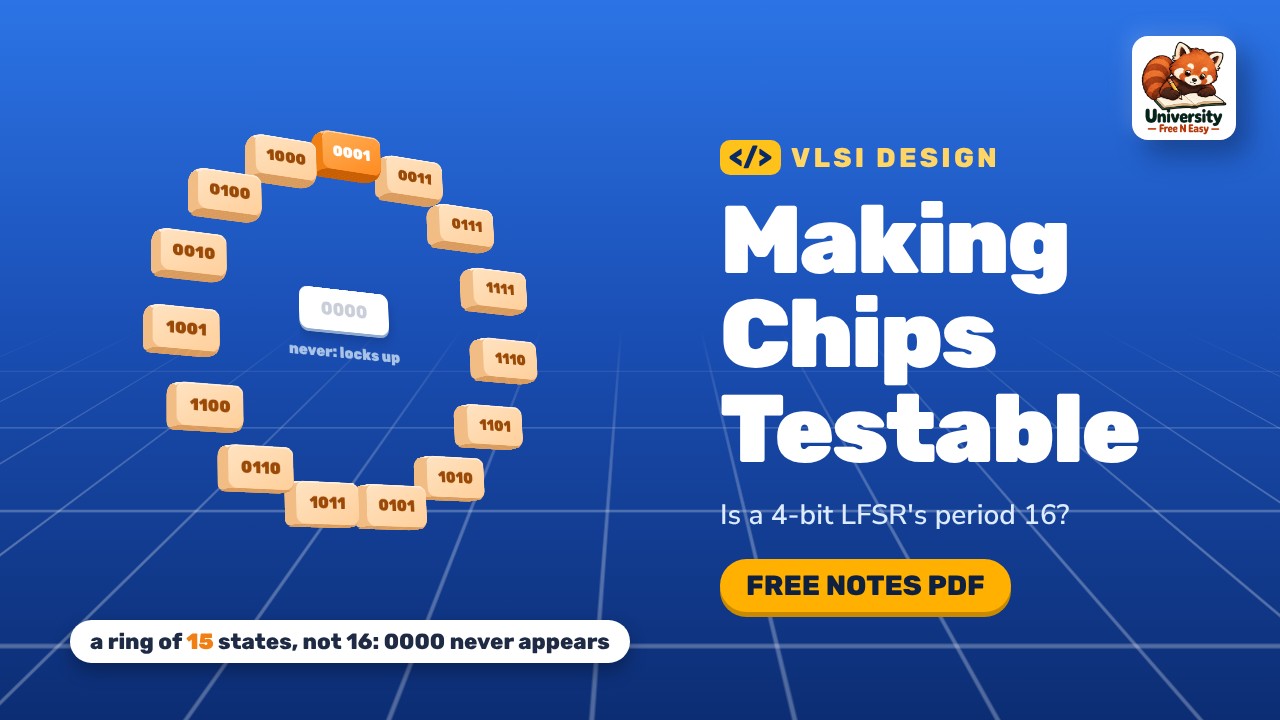 0001
0011
0111
1111
1110
1101
1010
0101
1011
0110
1100
1001
0010
0100
1000
0000
never: locks up
a ring of 15 states, not 16: 0000 never appears
University
Free N Easy
</> VLSI DESIGN
Making
Chips
Testable
Is a 4-bit LFSR's period 16?
FREE NOTES PDF